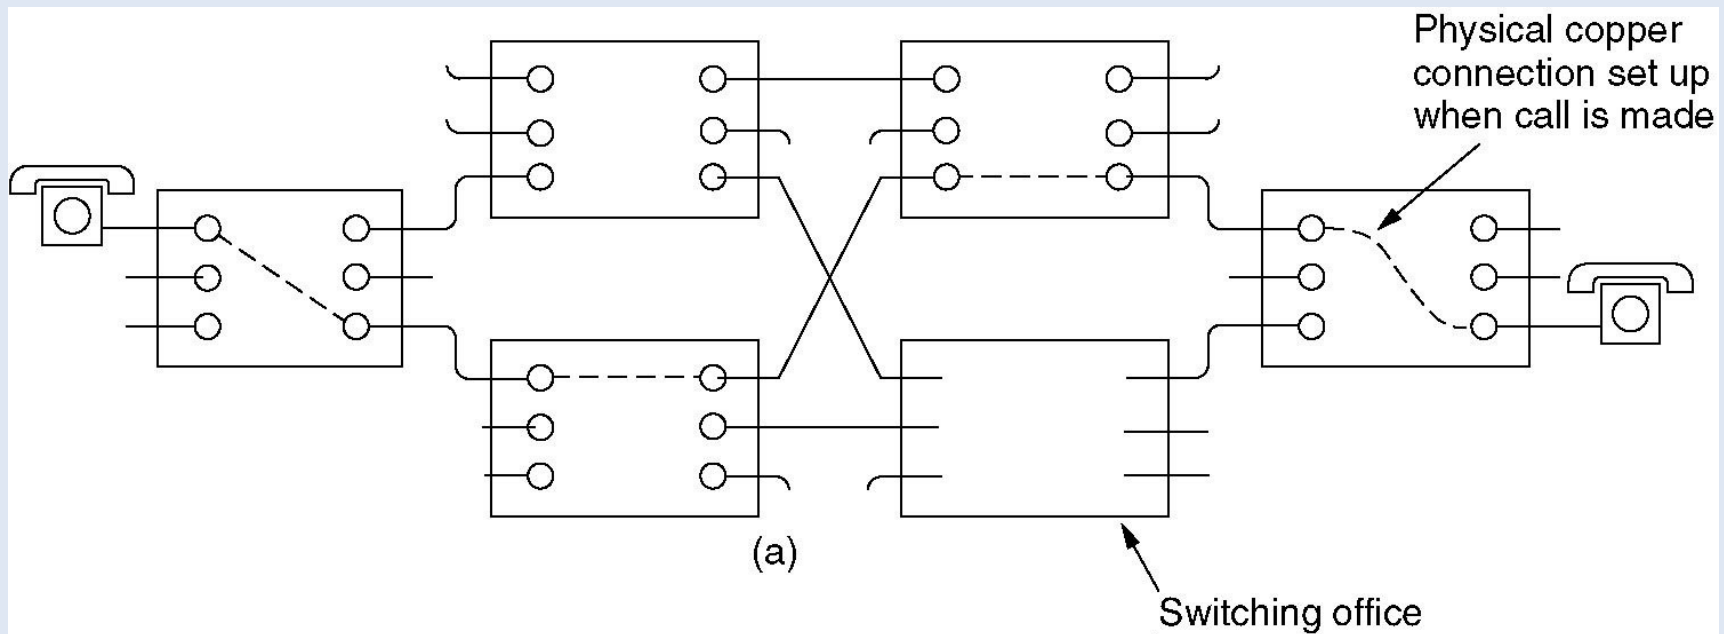 Physical copper
connection set up
when call is made
(a)
Switching office